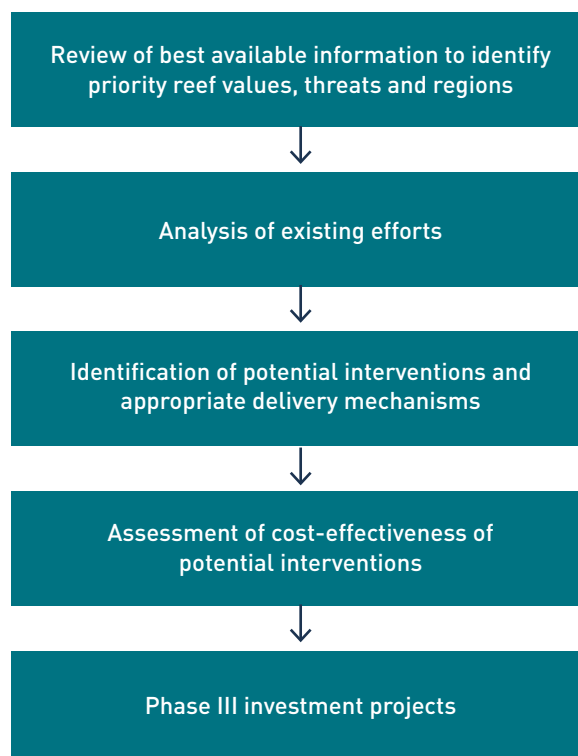 Review of best available information to identify
priority reef values, threats and regions
Analysis of existing efforts
Identification of potential interventions and
appropriate delivery mechanisms
Assessment of cost-effectiveness of
potential interventions
Phase III investment projects